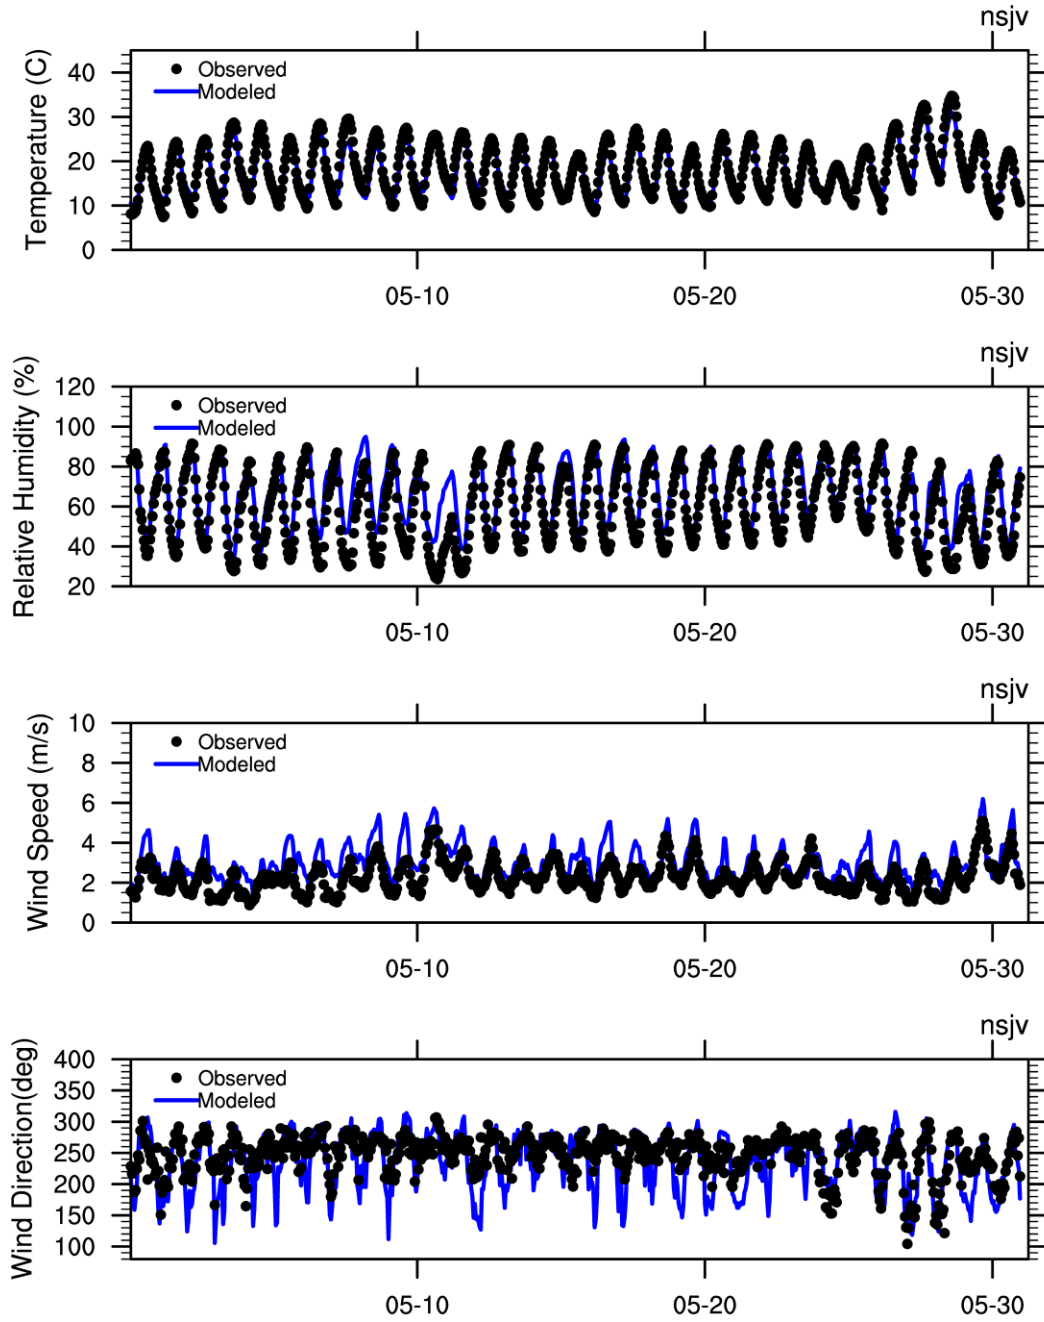 nsjv
Temperature (C)
40
30
20
10
0
Observed
Modeled
05-10
05-20
05-30
nsjv
Relative Humidity (%)
120
100
80
60
40
20
Observed
Modeled
05-10
05-20
05-30
nsjv
Wind Speed (m/s)
10
8
6
4
2
0
Observed
Modeled
05-10
05-20
05-30
nsjv
Wind Direction(deg)
400
350
300
250
200
150
100
Observed
Modeled
05-10
05-20
05-30